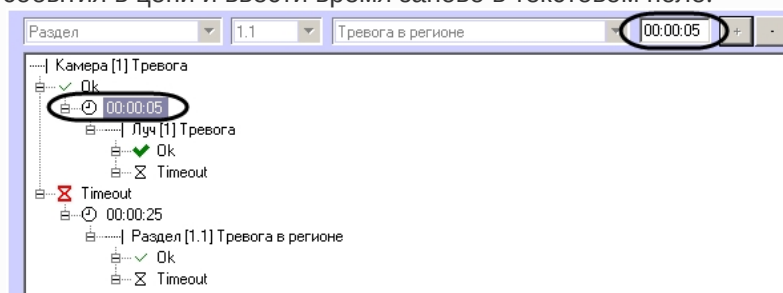 события в цепи и ввести время заново в текстовом поле.
Раздел 1.1 Тревога в регионе 00:00:05 + -
Камера [1] Тревога
Ok
00:00:05
Луч [1] Тревога
Ok
Timeout
Timeout
00:00:25
Раздел [1.1] Тревога в регионе
Ok
Timeout